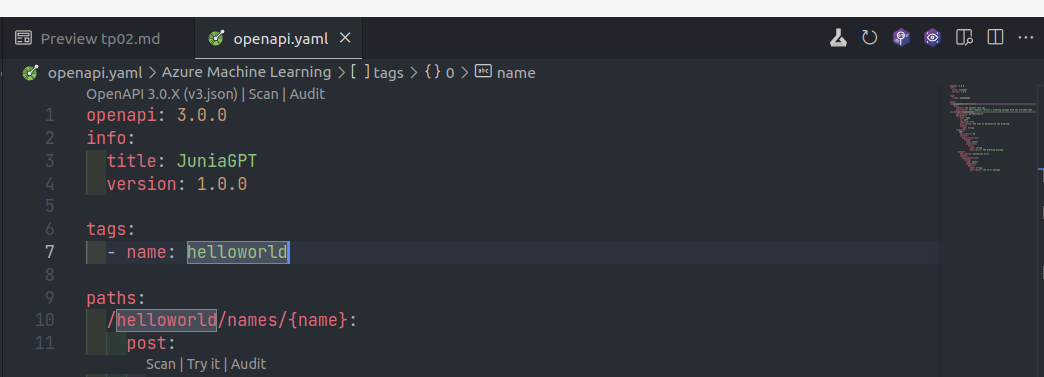 Preview tp02.md openapi.yaml
openapi.yaml > Azure Machine Learning > [ ] tags > {} 0 > abc name
OpenAPI 3.0.X (v3.json) | Scan | Audit
1 openapi: 3.0.0
2 info:
3 title: JuniaGPT
4 version: 1.0.0
5
6 tags:
7 - name: helloworld
8
9 paths:
10 /helloworld/names/{name}:
11 post:
Scan | Try it | Audit